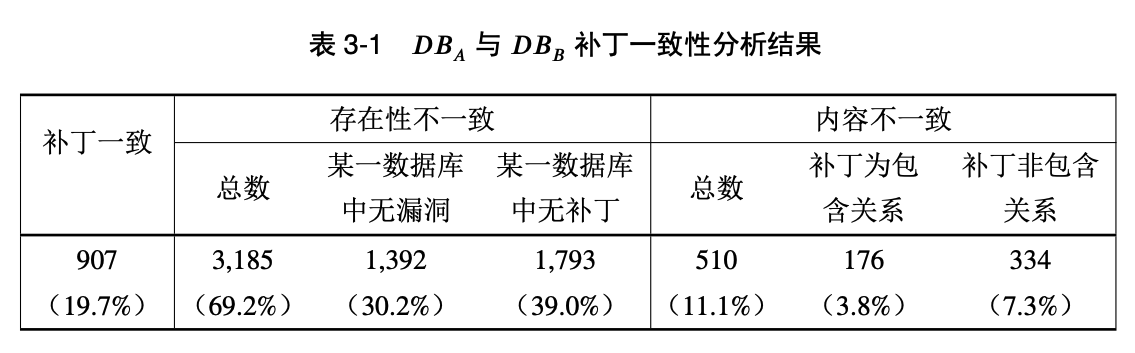 表 3-1 DB_A 与 DB_B 补丁一致性分析结果
补丁一致 存在性不一致 内容不一致
总数 某一数据库中无漏洞 某一数据库中无补丁 总数 补丁为包含关系 补丁非包含关系
907 3,185 1,392 1,793 510 176 334
（19.7%） （69.2%） （30.2%） （39.0%） （11.1%） （3.8%） （7.3%）